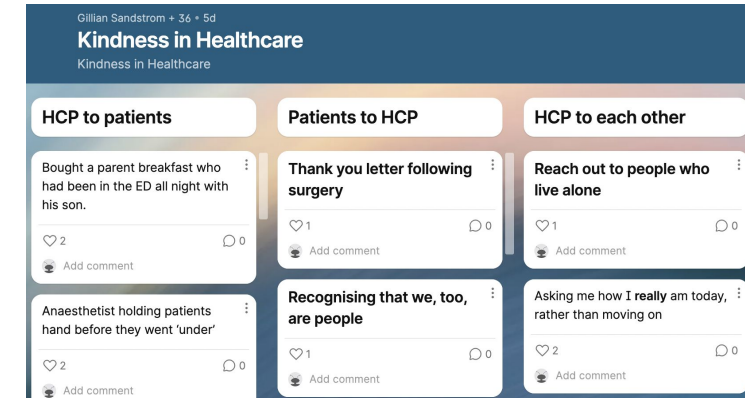 Gillian Sandstrom + 36 • 5d
Kindness in Healthcare
Kindness in Healthcare
HCP to patients
Bought a parent breakfast who
had been in the ED all night with
his son.
2
0
Add comment
Anaesthetist holding patients
hand before they went ‘under’
2
0
Add comment
Patients to HCP
Thank you letter following
surgery
1
0
Add comment
Recognising that we, too,
are people
1
0
Add comment
HCP to each other
Reach out to people who
live alone
1
0
Add comment
Asking me how I really am today,
rather than moving on
2
0
Add comment